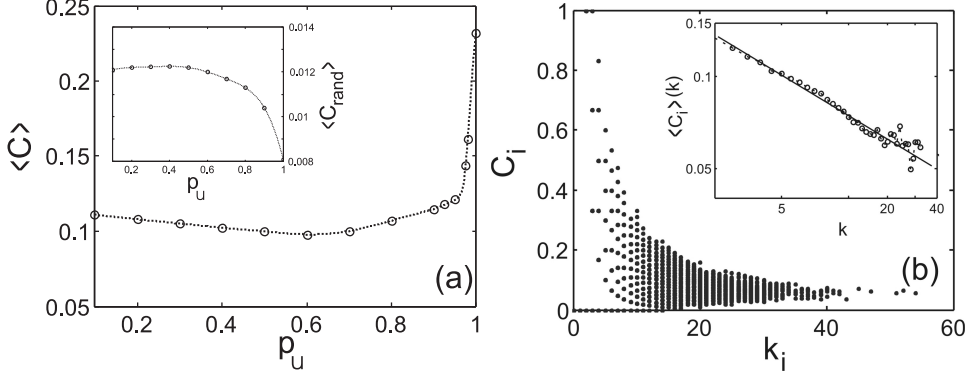 (a)
⟨C⟩
0.25
0.2
0.15
0.1
0.05
0.2 0.4 0.6 0.8 1
p_u
0.014
0.012
0.01
0.008
⟨C_rand⟩
0 0.2 0.4 0.6 0.8 1
p_u
(b)
C_i
1
0.8
0.6
0.4
0.2
0
0 20 40 60
k_i
⟨C_i⟩(k)
0.15
0.1
0.05
5 20 40
k